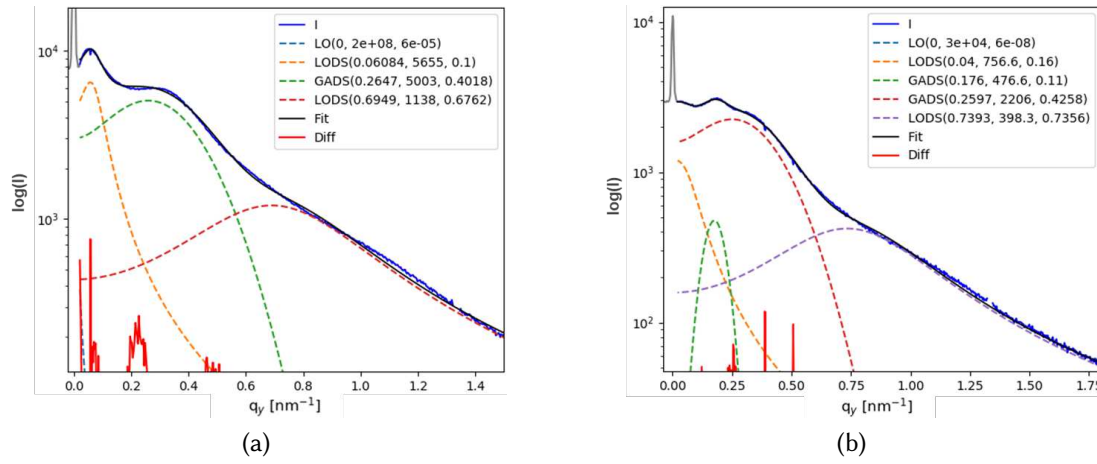 I
LO(0, 2e+08, 6e-05)
LODS(0.06084, 5655, 0.1)
GADS(0.2647, 5003, 0.4018)
LODS(0.6949, 1138, 0.6762)
Fit
Diff
log(I)
10⁴
10³
0.0 0.2 0.4 0.6 0.8 1.0 1.2 1.4
q_y [nm⁻¹]
(a)
I
LO(0, 3e+04, 6e-08)
LODS(0.04, 756.6, 0.16)
GADS(0.176, 476.6, 0.11)
GADS(0.2597, 2206, 0.4258)
LODS(0.7393, 398.3, 0.7356)
Fit
Diff
log(I)
10⁴
10³
10²
0.00 0.25 0.50 0.75 1.00 1.25 1.50 1.75
q_y [nm⁻¹]
(b)